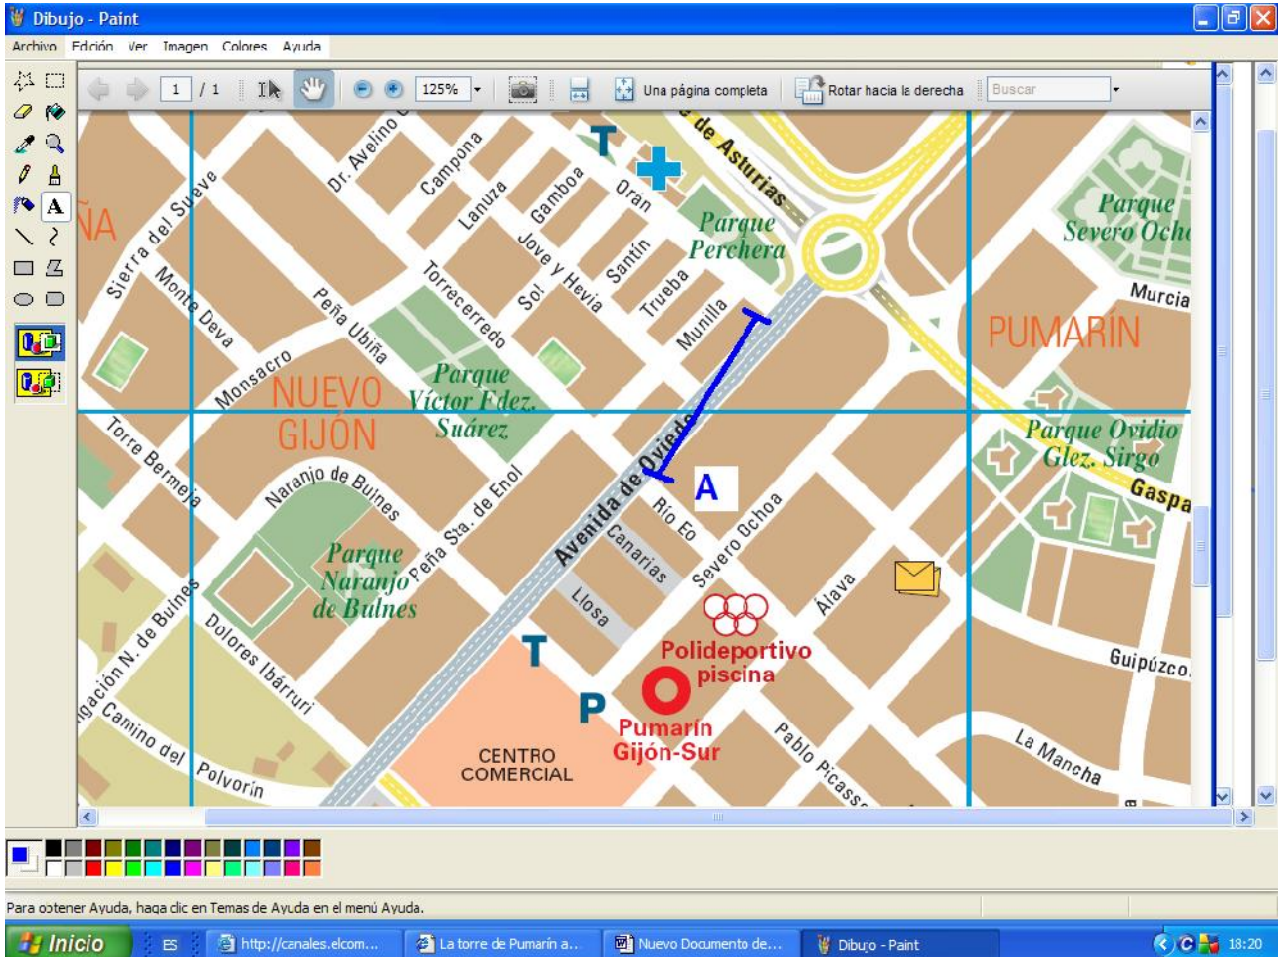 Dibujo - Paint
Archivo Edición Ver Imagen Colores Ayuda
1 / 1 125% Una página completa Rotar hacia la derecha Buscar
A
T
e de Asturias
Dr. Avelino
Campona
Lanuza
Gamboa
Orán
Sierra del Sueve
ÑA
Parque
Perchera
Parque
Severo Ocho
Jove y Hevia
Santín
Trueba
Munilla
Sol
Torrecerredo
Monte Deva
Peña Ubiña
Murcia
PUMARÍN
Monsacro
NUEVO
GIJÓN
Parque
Víctor Fdez.
Suárez
Torre Bermeja
Naranjo de Bulnes
Peña Sta. de Enol
Avenida de Oviedo
A
Río Eo
Canarias
Llosa
Severo Ochoa
Álava
Parque Ovidio
Glez. Sirgo
Gaspa
Parque
Naranjo
de Bulnes
Dolores Ibárruri
gación N. de Bulnes
Camino del Polvorín
T
P
Polideportivo
piscina
Pumarín
Gijón-Sur
CENTRO
COMERCIAL
Guipúzco
La Mancha
Pablo Picasso
a
Para obtener Ayuda, haga clic en Temas de Ayuda en el menú Ayuda.
Inicio ES http://canales.elcom... La torre de Pumarín a... Nuevo Documento de... Dibujo - Paint 18:20